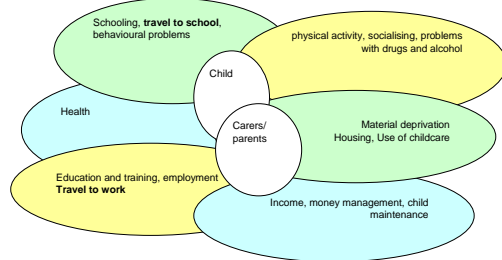 Schooling, travel to school,
behavioural problems
physical activity, socialising, problems
with drugs and alcohol
Child
Health
Carers/
parents
Material deprivation
Housing, Use of childcare
Education and training, employment
Travel to work
Income, money management, child
maintenance